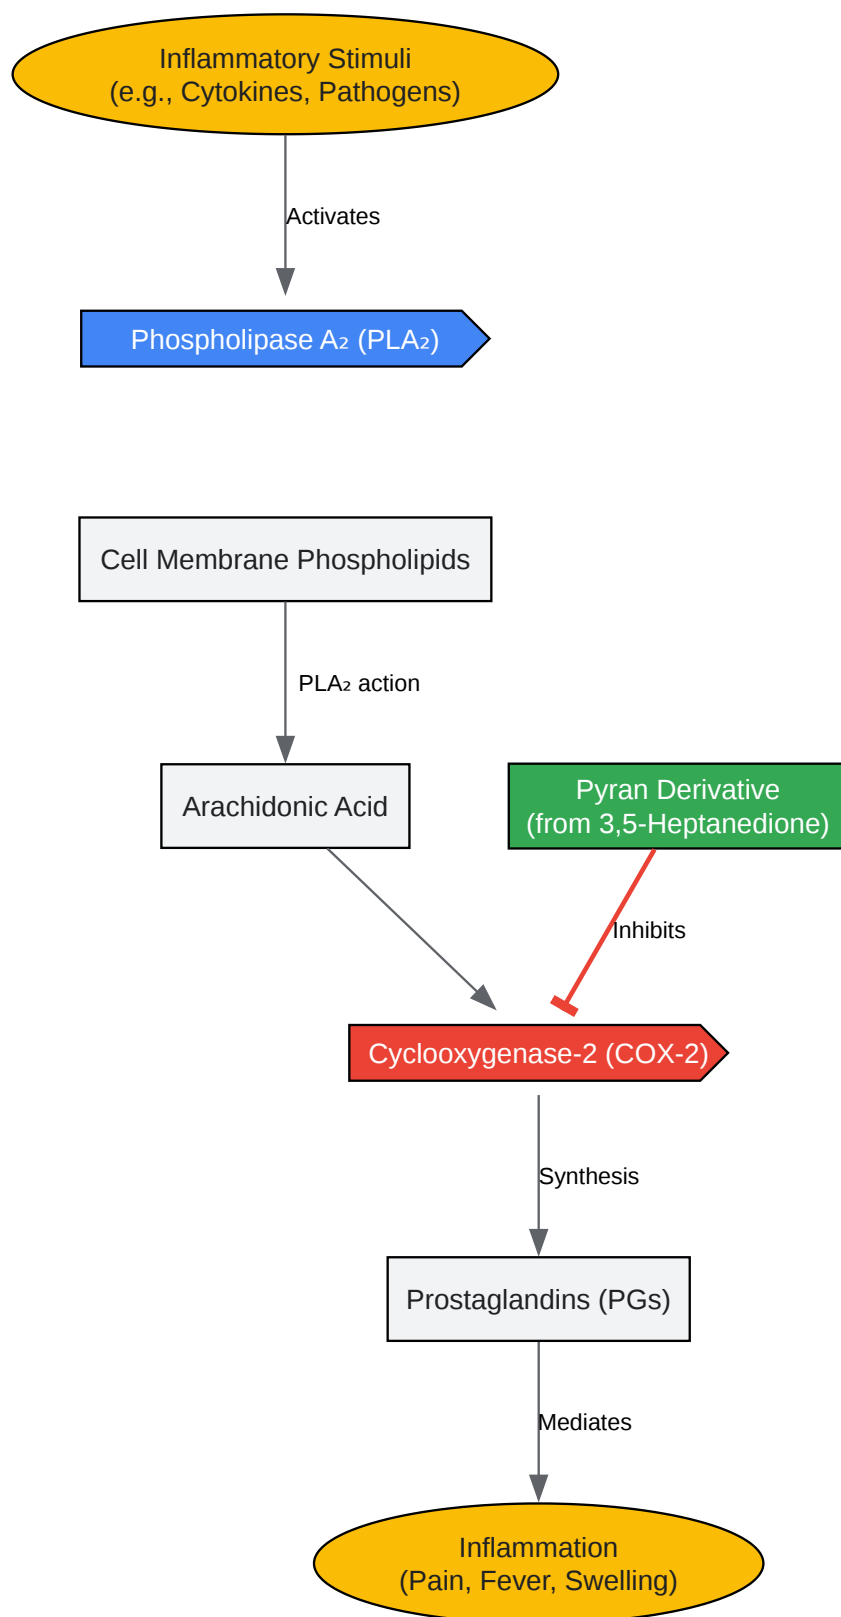 Inflammatory Stimuli
(e.g., Cytokines, Pathogens)
Activates
Phospholipase A₂ (PLA₂)
Cell Membrane Phospholipids
PLA₂ action
Arachidonic Acid
Pyran Derivative
(from 3,5-Heptanedione)
Inhibits
Cyclooxygenase-2 (COX-2)
Synthesis
Prostaglandins (PGs)
Mediates
Inflammation
(Pain, Fever, Swelling)